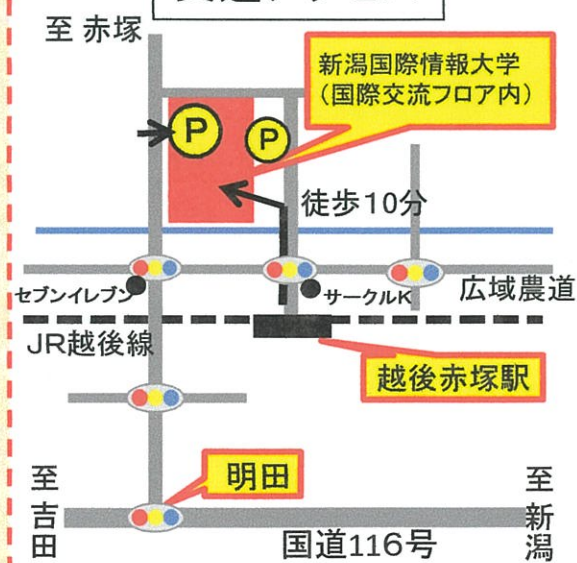 至 赤塚
新潟国際情報大学
（国際交流フロア内）
P
P
徒歩10分
セブンイレブン
サークルK
広域農道
JR越後線
越後赤塚駅
明田
至吉田
至新潟
国道116号